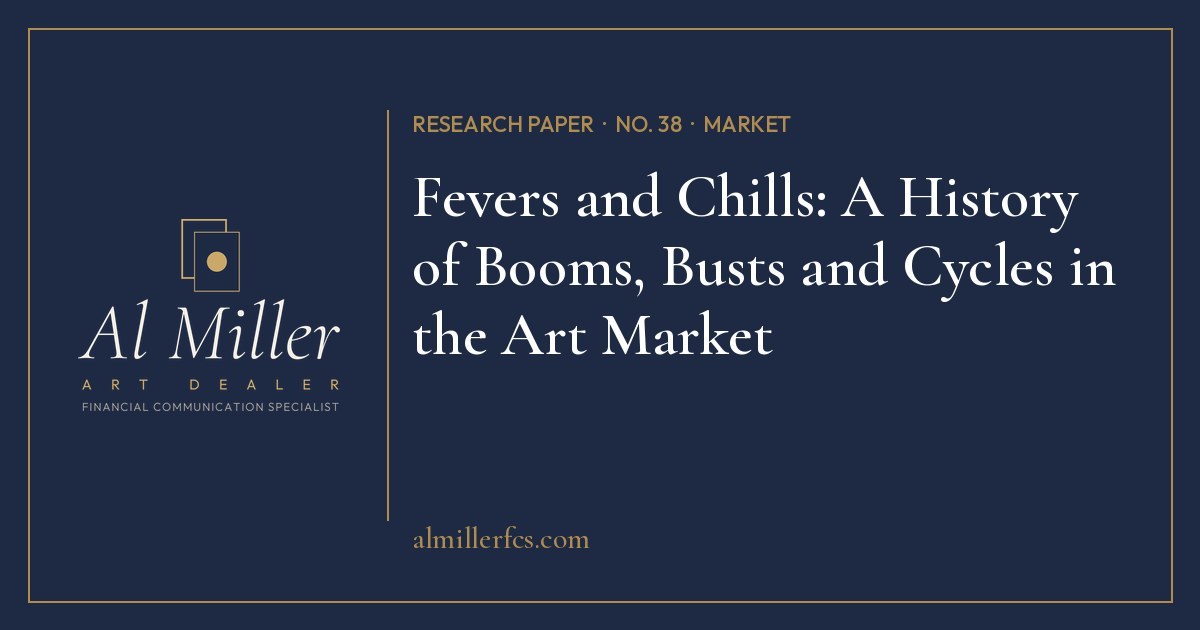 Al Miller
ART DEALER
FINANCIAL COMMUNICATION SPECIALIST
RESEARCH PAPER · NO. 38 · MARKET
Fevers and Chills: A History
of Booms, Busts and Cycles in
the Art Market
almillerfcs.com